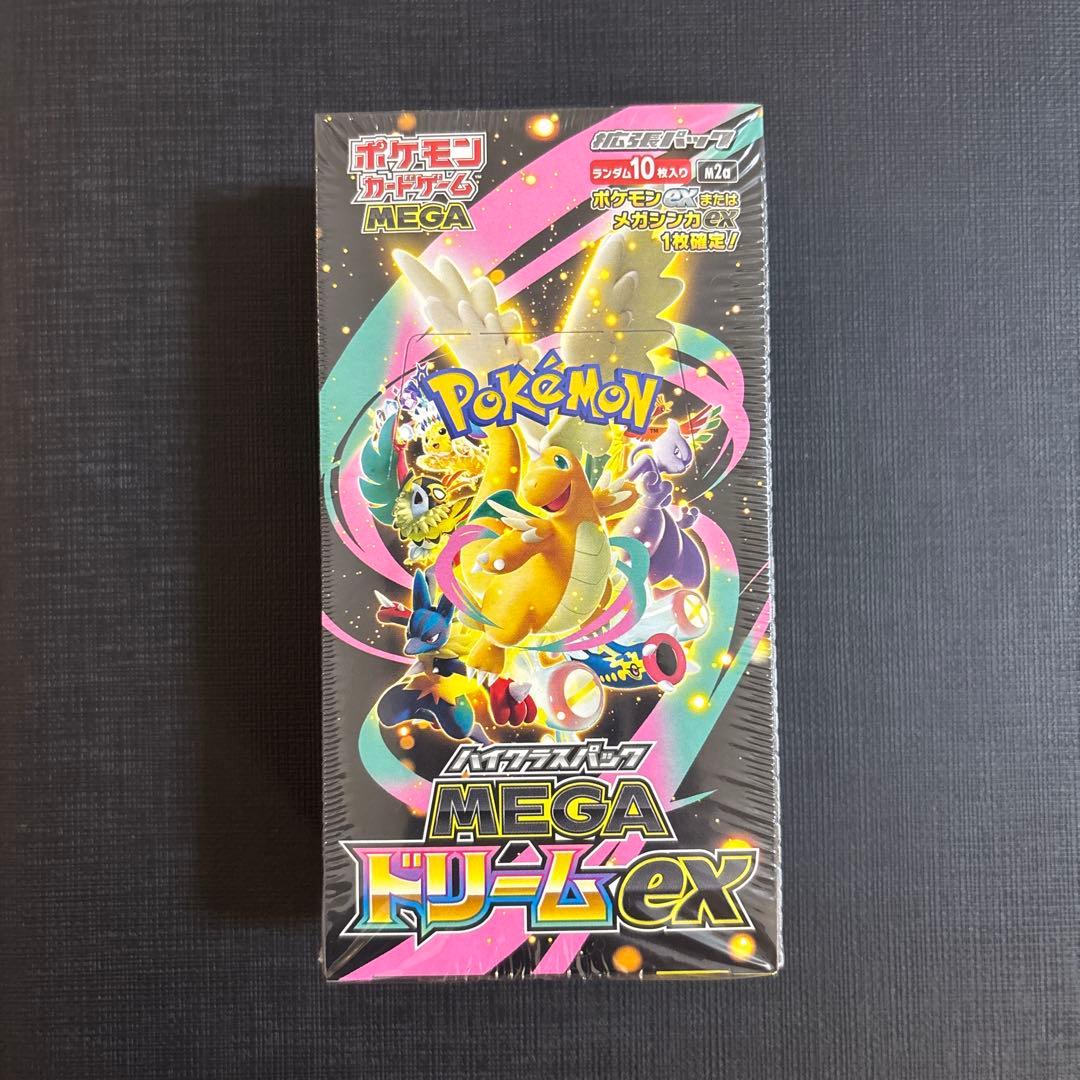 ポケモン
カードゲーム™
MEGA
拡張パック
ランダム10枚入り
M2a
ポケモンexまたは
メガシンカex
1枚確定!
POKÉMON™
ハイクラスパック
MEGA
ドリームex